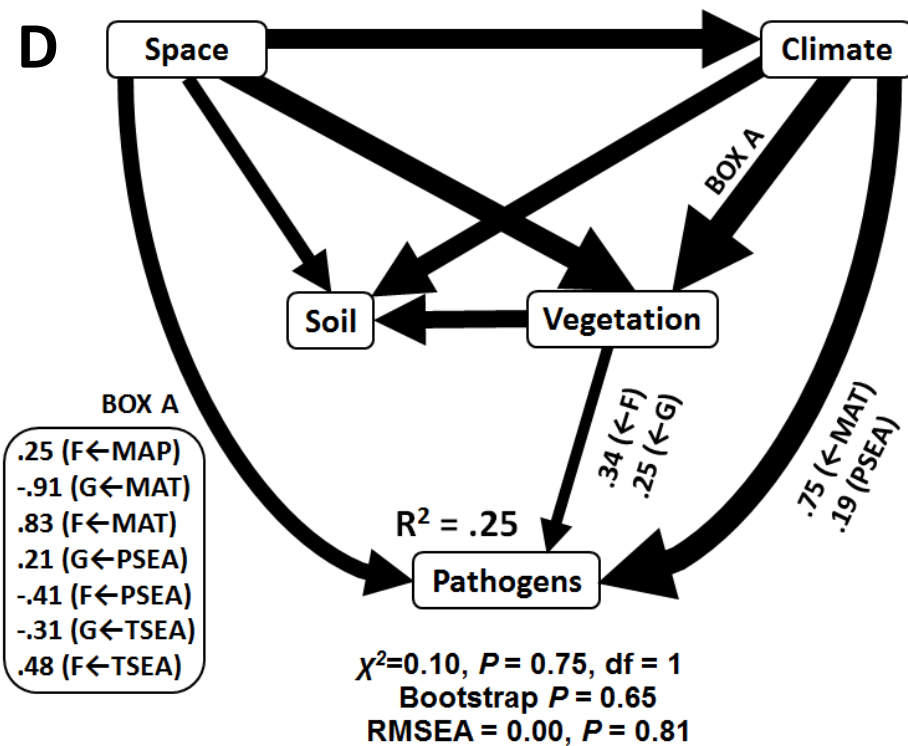 D
Space
Climate
BOX A
Soil
Vegetation
.34 (←F)
.25 (←G)
.75 (←MAT)
.19 (PSEA)
BOX A
.25 (F←MAP)
-.91 (G←MAT)
.83 (F←MAT)
.21 (G←PSEA)
-.41 (F←PSEA)
-.31 (G←TSEA)
.48 (F←TSEA)
R² = .25
Pathogens
χ²=0.10, P = 0.75, df = 1
Bootstrap P = 0.65
RMSEA = 0.00, P = 0.81